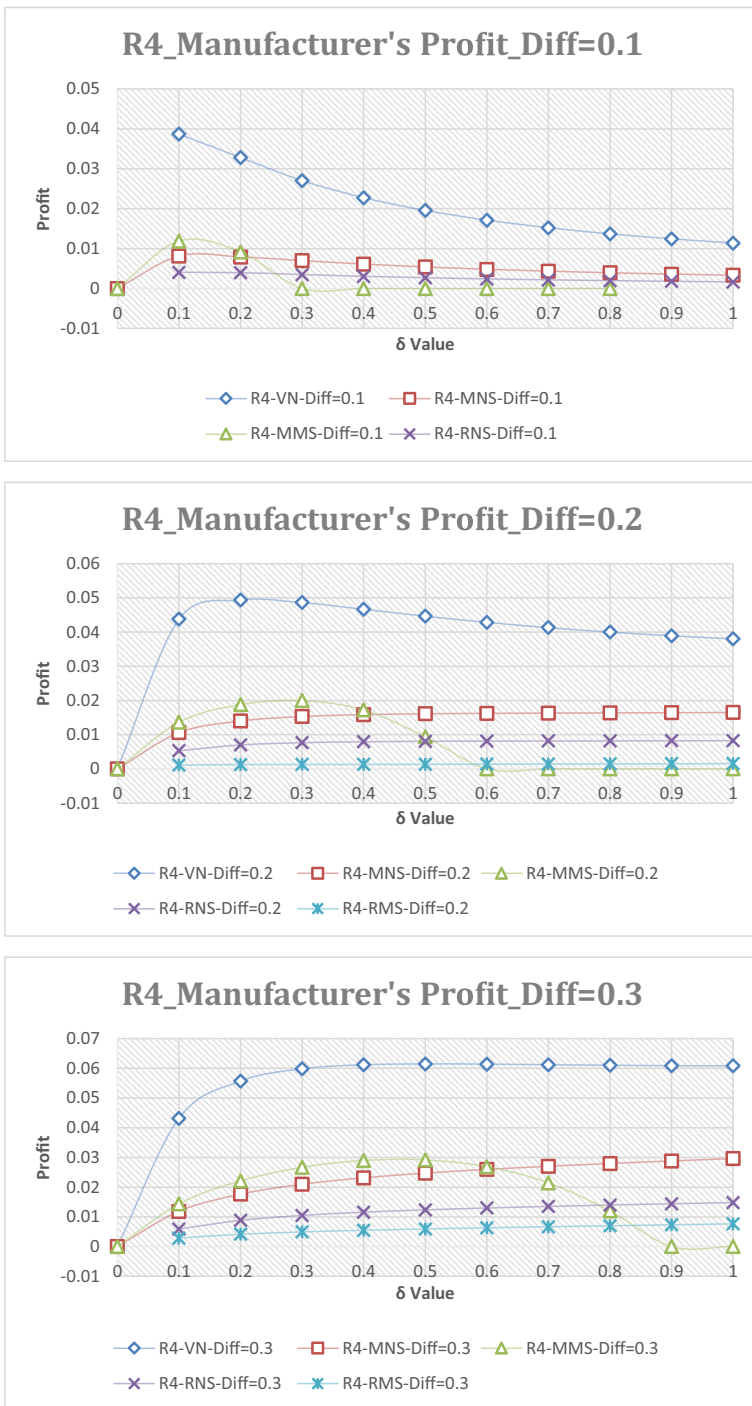 R4_Manufacturer's Profit_Diff=0.1
0.05
0.04
0.03
0.02
0.01
0
-0.01
Profit
0 0.1 0.2 0.3 0.4 0.5 0.6 0.7 0.8 0.9 1
δ Value
R4-VN-Diff=0.1 R4-MNS-Diff=0.1
R4-MMS-Diff=0.1 R4-RNS-Diff=0.1
R4_Manufacturer's Profit_Diff=0.2
0.06
0.05
0.04
0.03
0.02
0.01
0
-0.01
Profit
0 0.1 0.2 0.3 0.4 0.5 0.6 0.7 0.8 0.9 1
δ Value
R4-VN-Diff=0.2 R4-MNS-Diff=0.2 R4-MMS-Diff=0.2
R4-RNS-Diff=0.2 R4-RMS-Diff=0.2
R4_Manufacturer's Profit_Diff=0.3
0.07
0.06
0.05
0.04
0.03
0.02
0.01
0
-0.01
Profit
0 0.1 0.2 0.3 0.4 0.5 0.6 0.7 0.8 0.9 1
δ Value
R4-VN-Diff=0.3 R4-MNS-Diff=0.3 R4-MMS-Diff=0.3
R4-RNS-Diff=0.3 R4-RMS-Diff=0.3